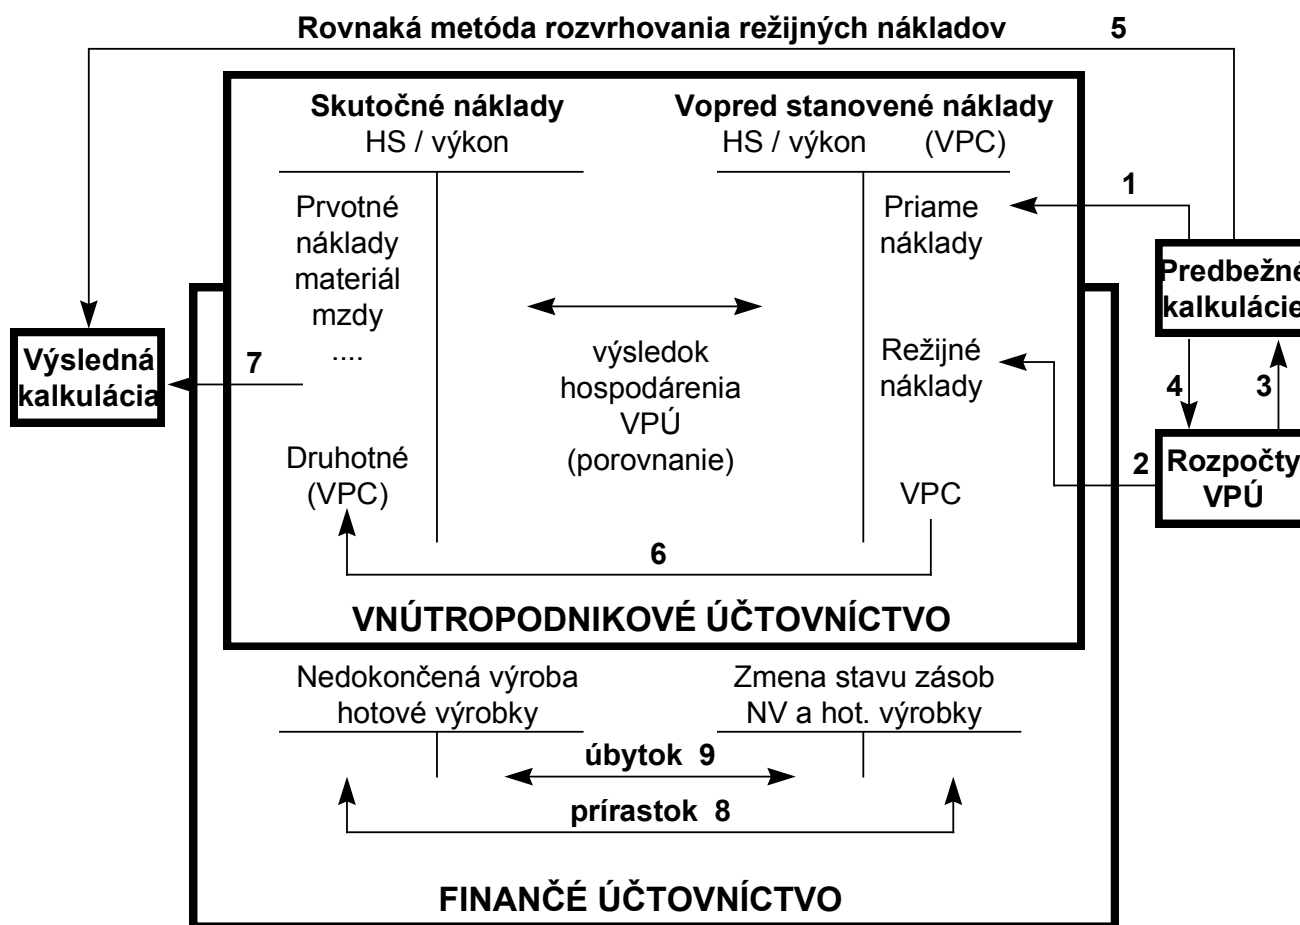 Rovnaká metóda rozvrhovania režijných nákladov 5
Skutočné náklady
HS / výkon
Vopred stanovené náklady
HS / výkon (VPC)
1
Prvotné
náklady
materiál
mzdy
....
Priame
náklady
Predbežné
kalkulácie
Výsledná
kalkulácia
7
výsledok
hospodárenia
VPÚ
(porovnanie)
Režijné
náklady
4
3
Druhotné
(VPC)
VPC
2
Rozpočty
VPÚ
6
VNÚTROPODNIKOVÉ ÚČTOVNÍCTVO
Nedokončená výroba
hotové výrobky
Zmena stavu zásob
NV a hot. výrobky
úbytok 9
prírastok 8
FINANČÉ ÚČTOVNÍCTVO